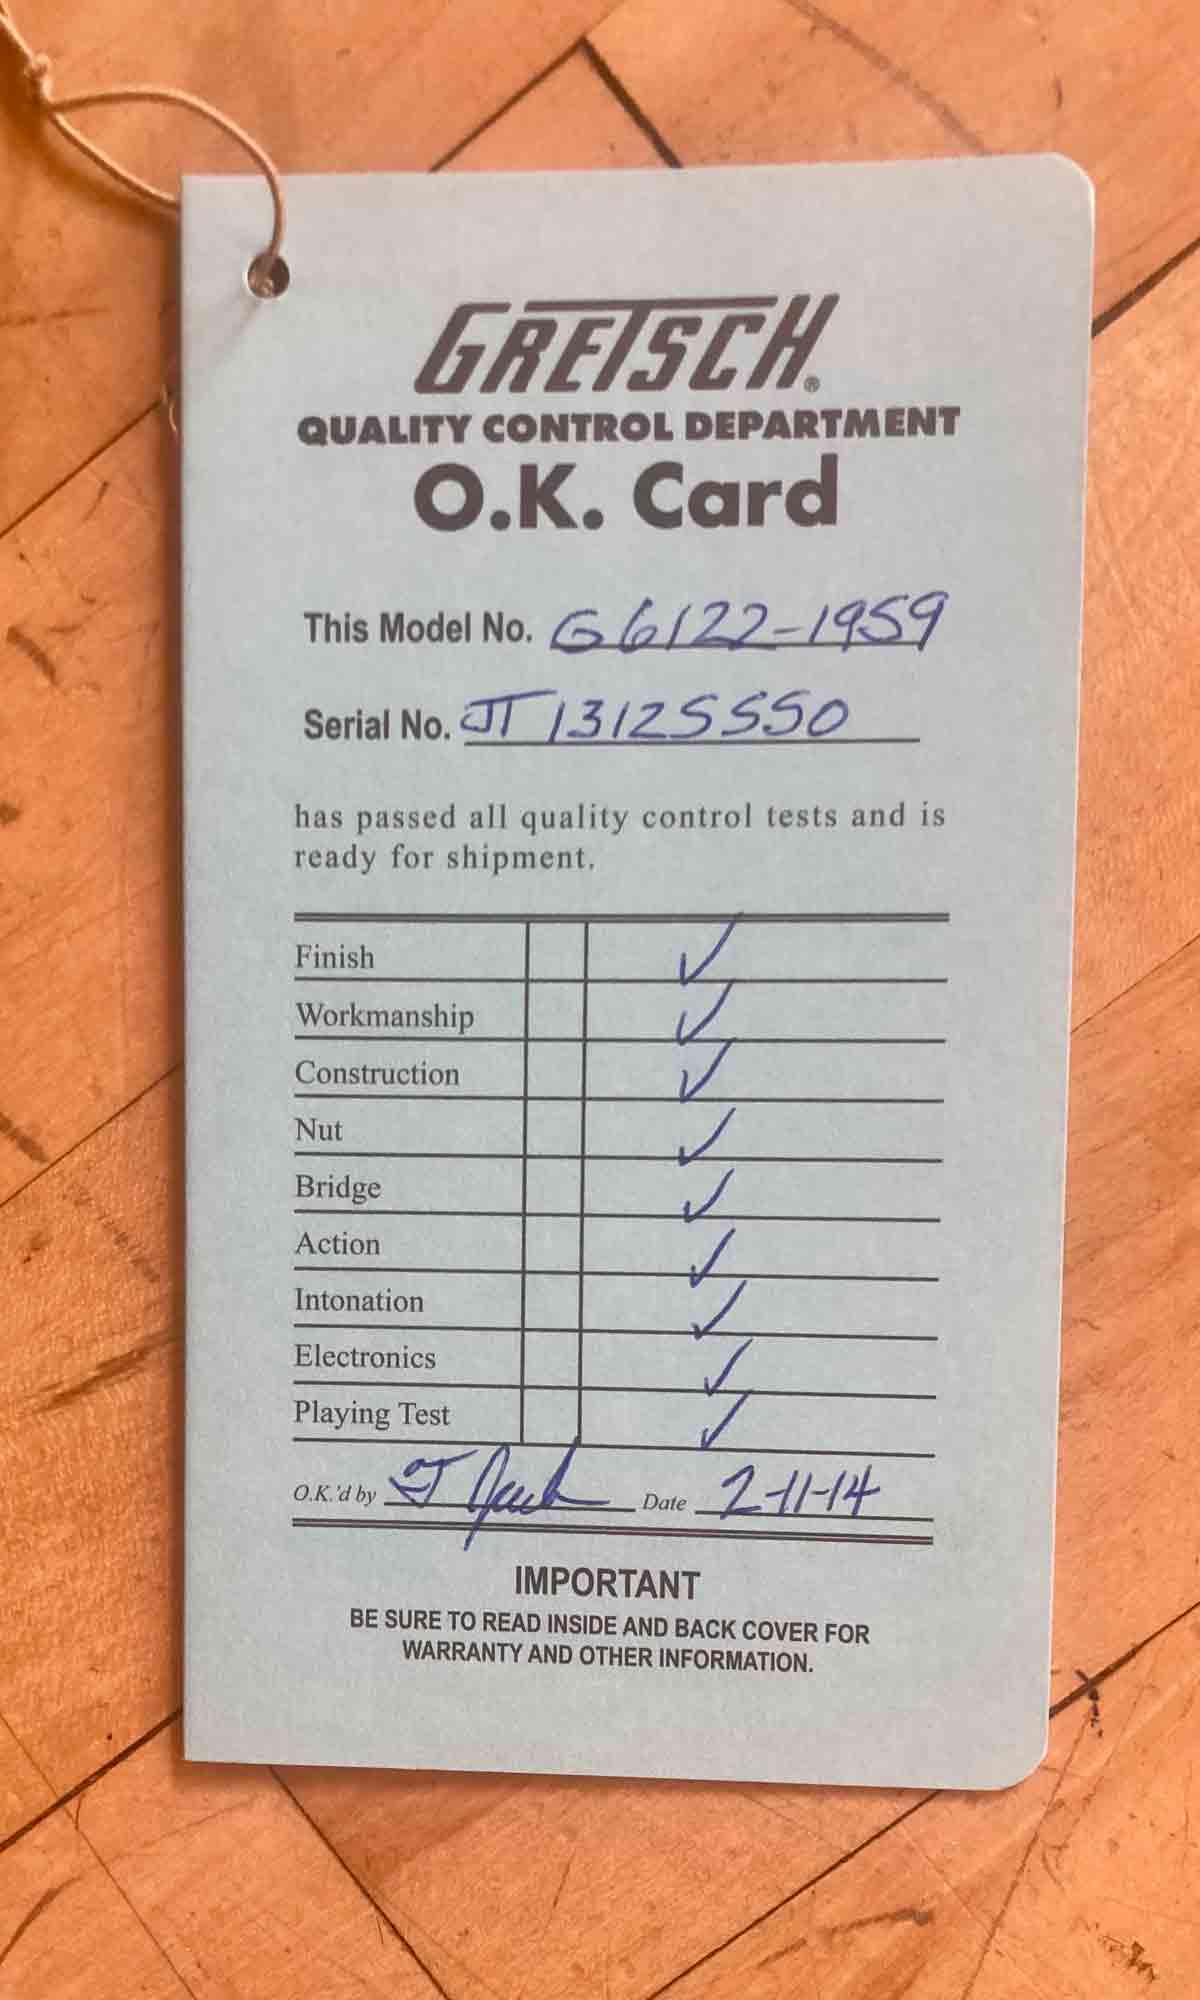 GRETSCH®
QUALITY CONTROL DEPARTMENT
O.K. Card
This Model No. G6122-1959
Serial No. JT13125550
has passed all quality control tests and is
ready for shipment.
Finish ✓
Workmanship ✓
Construction ✓
Nut ✓
Bridge ✓
Action ✓
Intonation ✓
Electronics ✓
Playing Test ✓
O.K.'d by Date 2-11-14
IMPORTANT
BE SURE TO READ INSIDE AND BACK COVER FOR
WARRANTY AND OTHER INFORMATION.